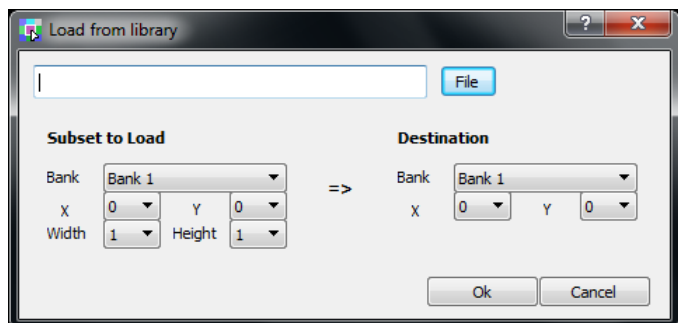 Load from library
?
X
File
Subset to Load
Destination
Bank Bank 1 => Bank Bank 1
X 0 Y 0 X 0 Y 0
Width 1 Height 1
Ok Cancel